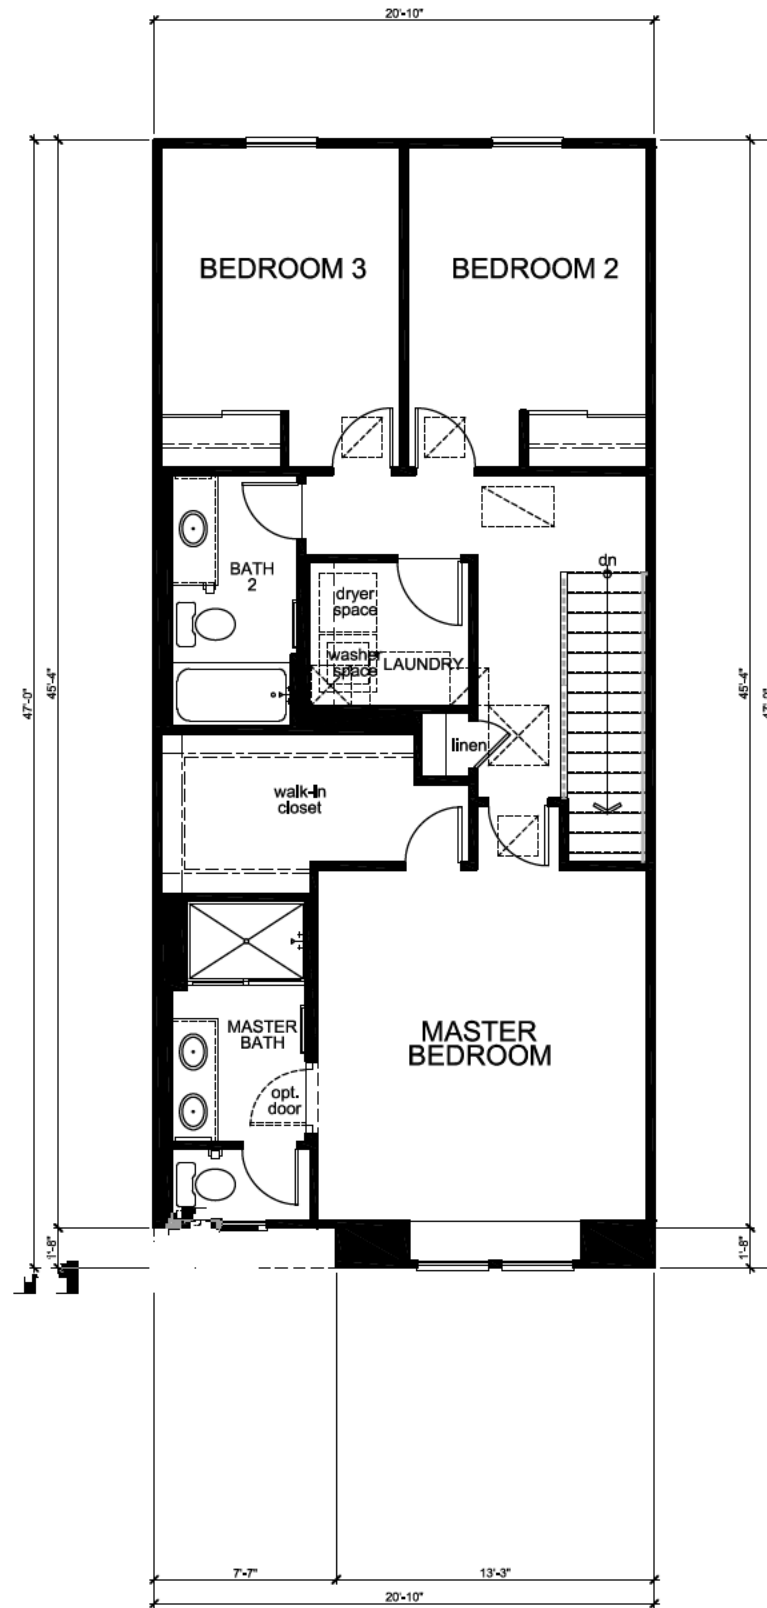 20'-10"
BEDROOM 3
BEDROOM 2
BATH
2
dn
dryer
space
washer
space
LAUNDRY
47'-0"
45'-4"
45'-4"
47'-0"
linen
walk-in
closet
MASTER
BATH
MASTER
BEDROOM
opt.
door
1'-8"
1'-8"
7'-7"
13'-3"
20'-10"